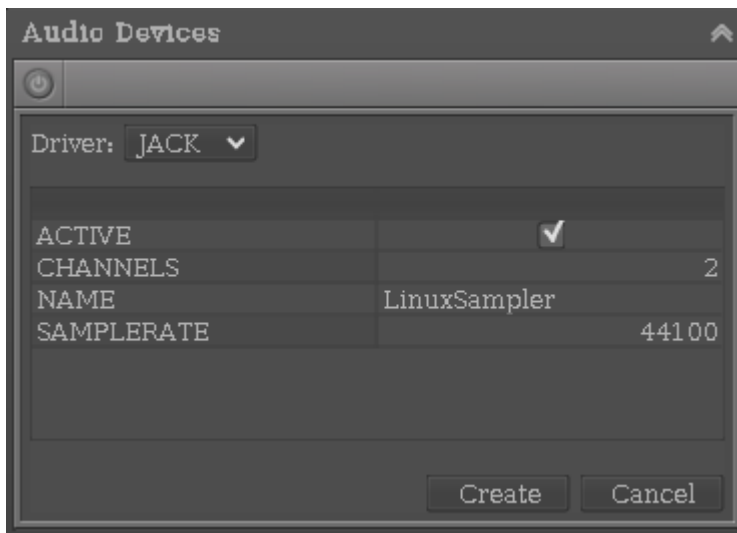 Audio Devices
Driver: JACK
ACTIVE
CHANNELS 2
NAME LinuxSampler
SAMPLERATE 44100
Create Cancel